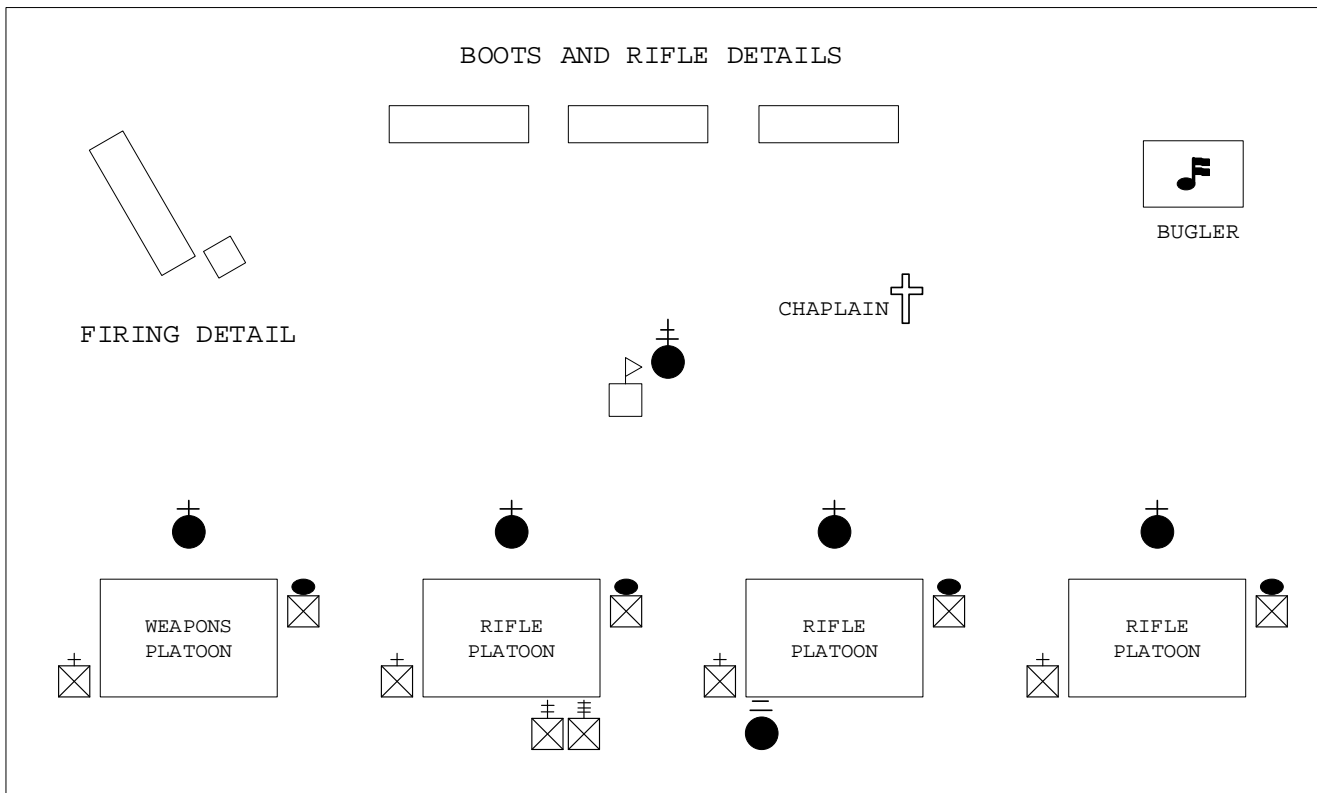 BOOTS AND RIFLE DETAILS
BUGLER
CHAPLAIN
FIRING DETAIL
WEAPONS
PLATOON
RIFLE
PLATOON
RIFLE
PLATOON
RIFLE
PLATOON